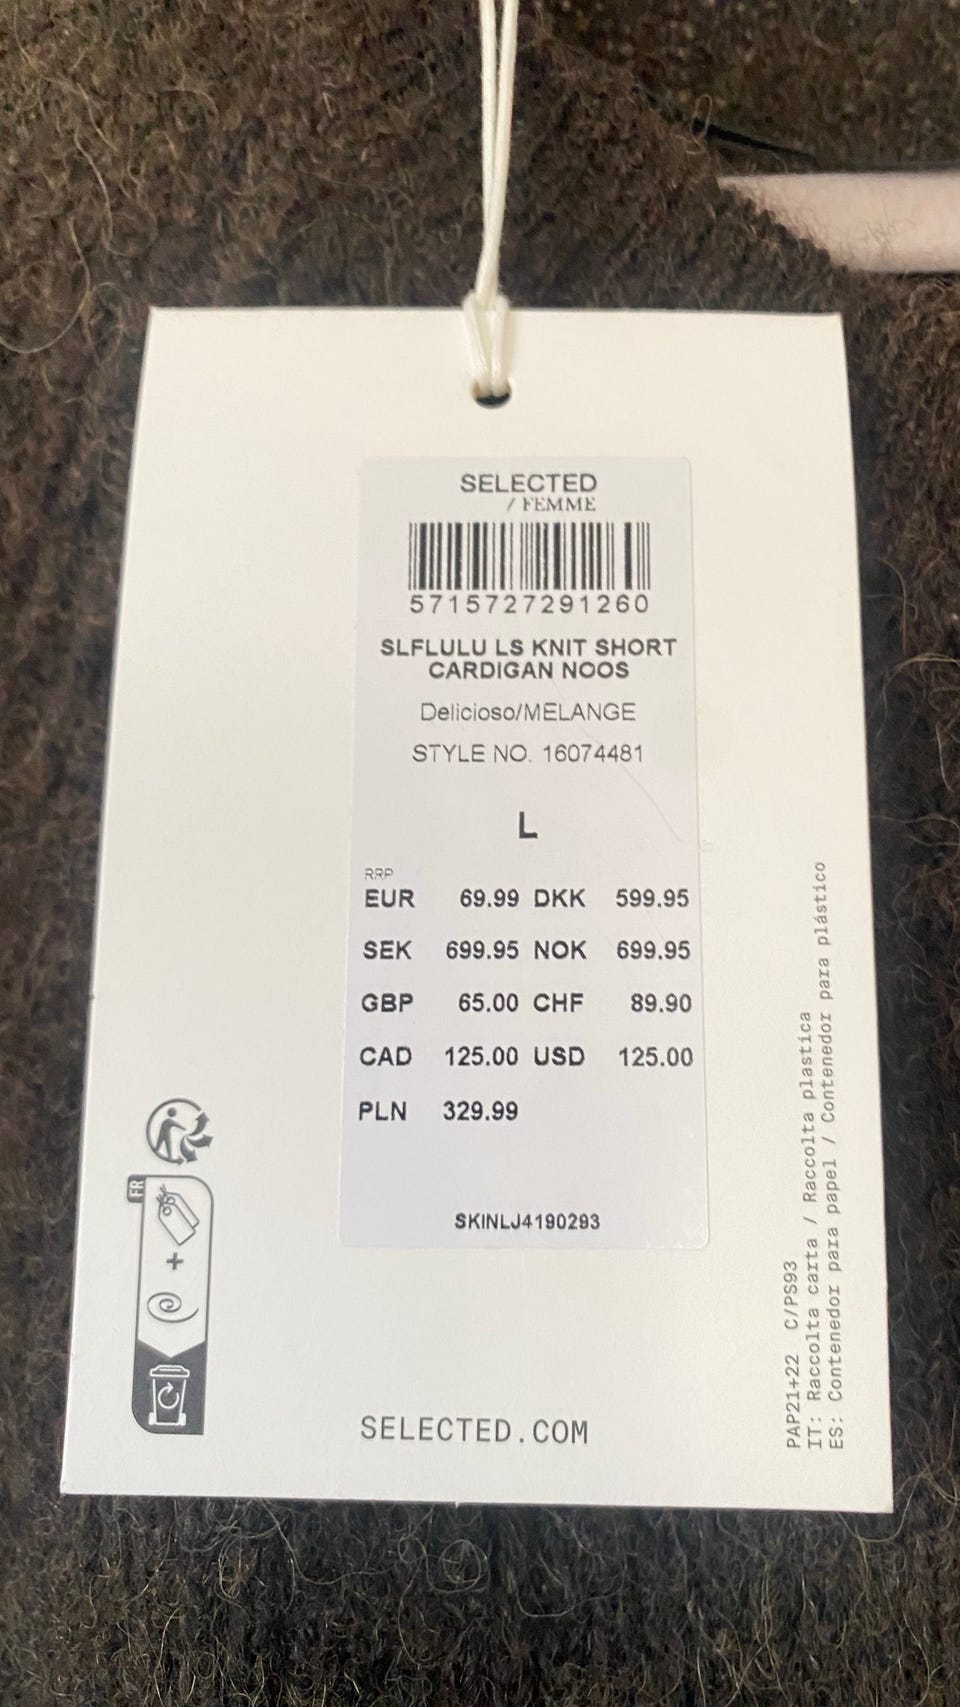 SELECTED
/ FEMME
5715727291260
SLFLULU LS KNIT SHORT
CARDIGAN NOOS
Delicioso/MELANGE
STYLE NO. 16074481
L
RRP
EUR 69.99 DKK 599.95
SEK 699.95 NOK 699.95
GBP 65.00 CHF 89.90
CAD 125.00 USD 125.00
PLN 329.99
SKINLJ4190293
FR
+
SELECTED.COM
PAP21+22 C/PS93
IT: Raccolta carta / Raccolta plastica
ES: Contenedor para papel / Contenedor para plástico